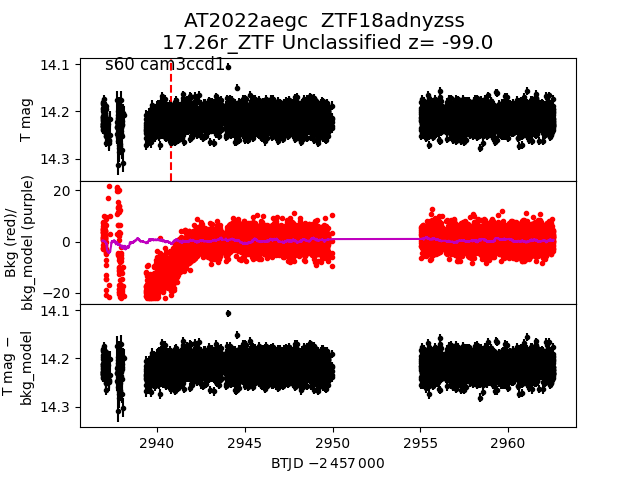 AT2022aegc  ZTF18adnyzss
17.26r_ZTF Unclassified z= -99.0
s60 cam3ccd1
14.1
14.2
14.3
T mag
20
0
−20
Bkg (red)/
bkg_model (purple)
14.1
14.2
14.3
T mag −
bkg_model
2940
2945
2950
2955
2960
BTJD −2 457 000